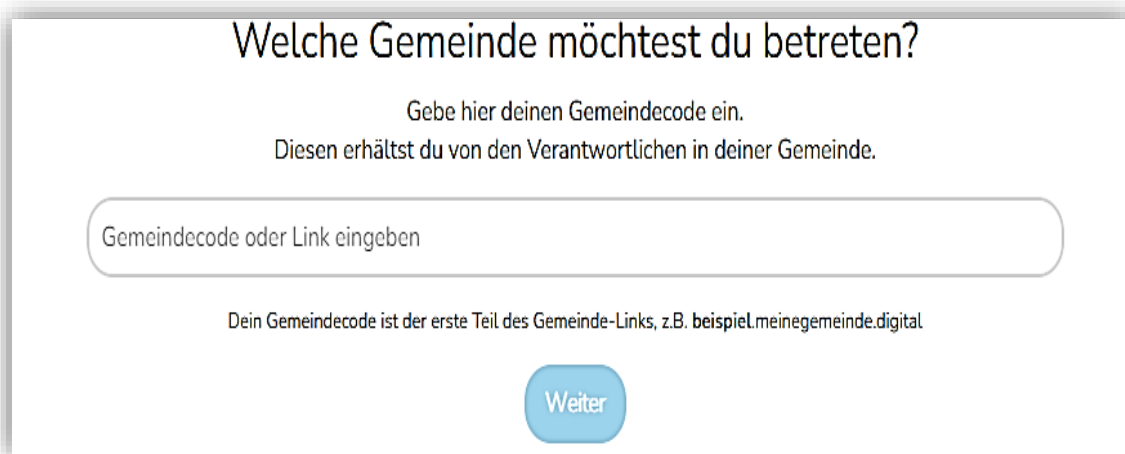 Welche Gemeinde möchtest du betreten?
Gebe hier deinen Gemeindecode ein.
Diesen erhältst du von den Verantwortlichen in deiner Gemeinde.
Gemeindecode oder Link eingeben
Dein Gemeindecode ist der erste Teil des Gemeinde-Links, z.B. beispiel.meinegemeinde.digital
Weiter